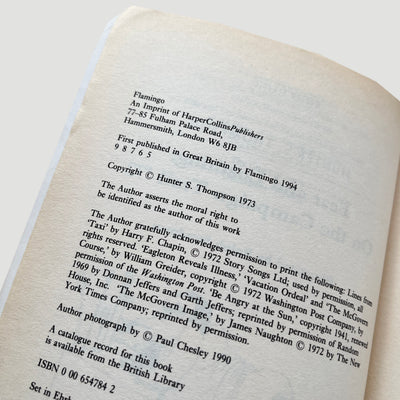 Flamingo
An Imprint of HarperCollinsPublishers
77–85 Fulham Palace Road,
Hammersmith, London W6 8JB
First published in Great Britain by Flamingo 1994
9 8 7 6 5
Copyright © Hunter S. Thompson 1973
The Author asserts the moral right to
be identified as the author of this work
The Author gratefully acknowledges permission to print the following: Lines from
'Taxi' by Harry F. Chapin, © 1972 Story Songs Ltd; used by permission, all
rights reserved. 'Eagleton Reveals Illness,' 'Vacation Ordeal' and 'The McGovern
Course,' by William Greider, copyright © 1972 Washington Post Company, by
permission of the Washington Post. 'Be Angry at the Sun,' copyright 1941, renewed
1969 by Donnan Jeffers and Garth Jeffers; reprinted by permission of Random
House, Inc. 'The McGovern Image,' by James Naughton © 1972 by The New
York Times Company; reprinted by permission.
Author photograph by © Paul Chesley 1990
A catalogue record for this book
is available from the British Library
ISBN 0 00 654784 2
Set in Ehrh